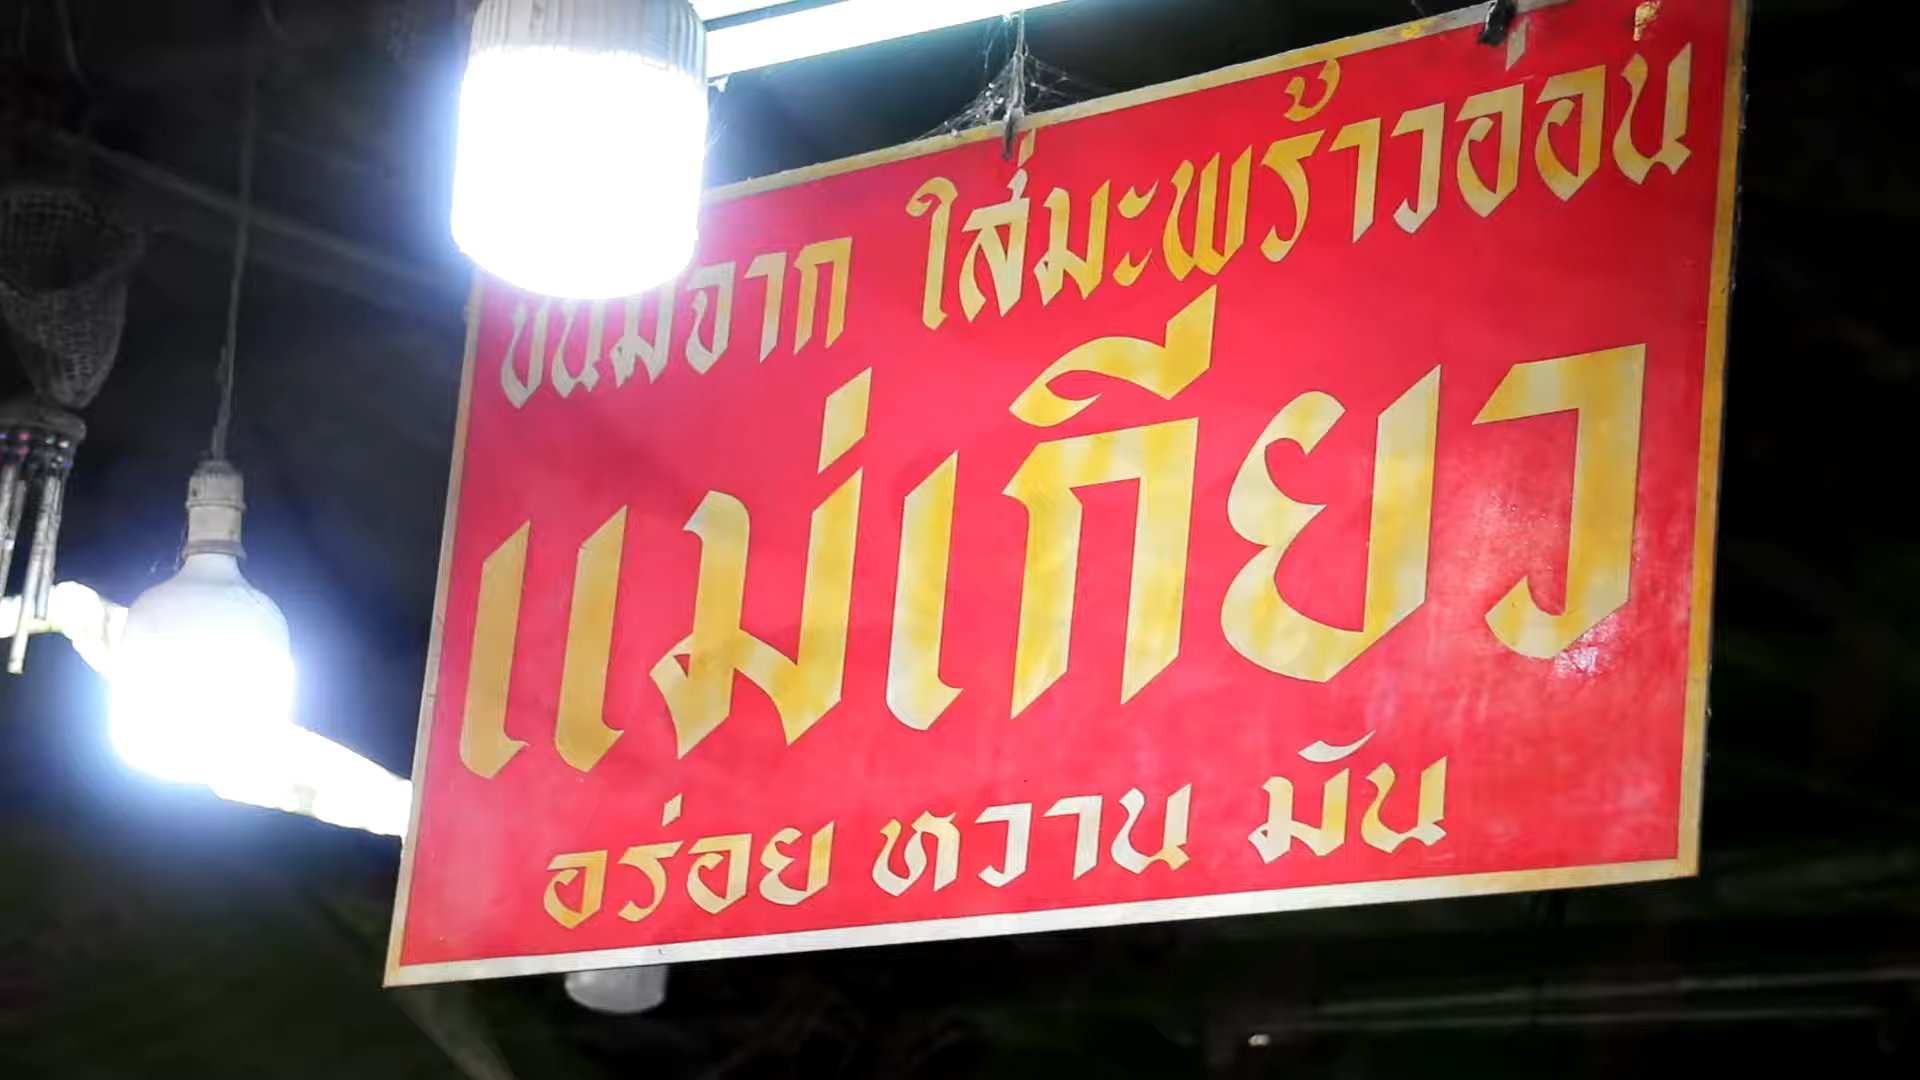 ขนมจาก ใส่มะพร้าวอ่อน
แม่เกียว
อร่อย หวาน มัน